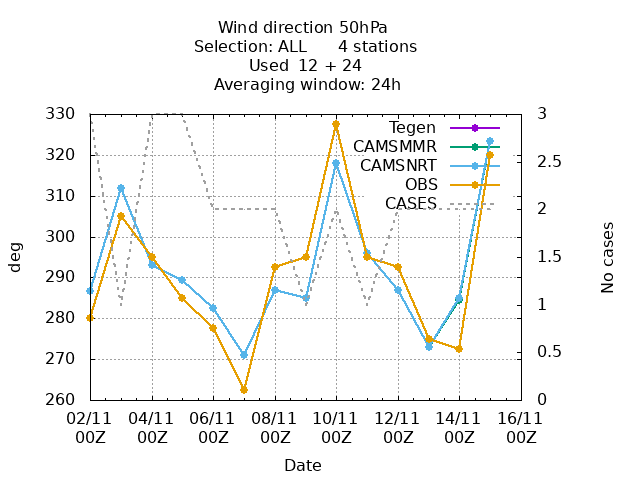 Wind direction 50hPa
Selection: ALL 4 stations
Used 12 + 24
Averaging window: 24h
330
320
310
300
290
280
270
260
deg
3
2.5
2
1.5
1
0.5
0
No cases
Tegen
CAMSMMR
CAMSNRT
OBS
CASES
02/11 04/11 06/11 08/11 10/11 12/11 14/11 16/11
00Z 00Z 00Z 00Z 00Z 00Z 00Z 00Z
Date